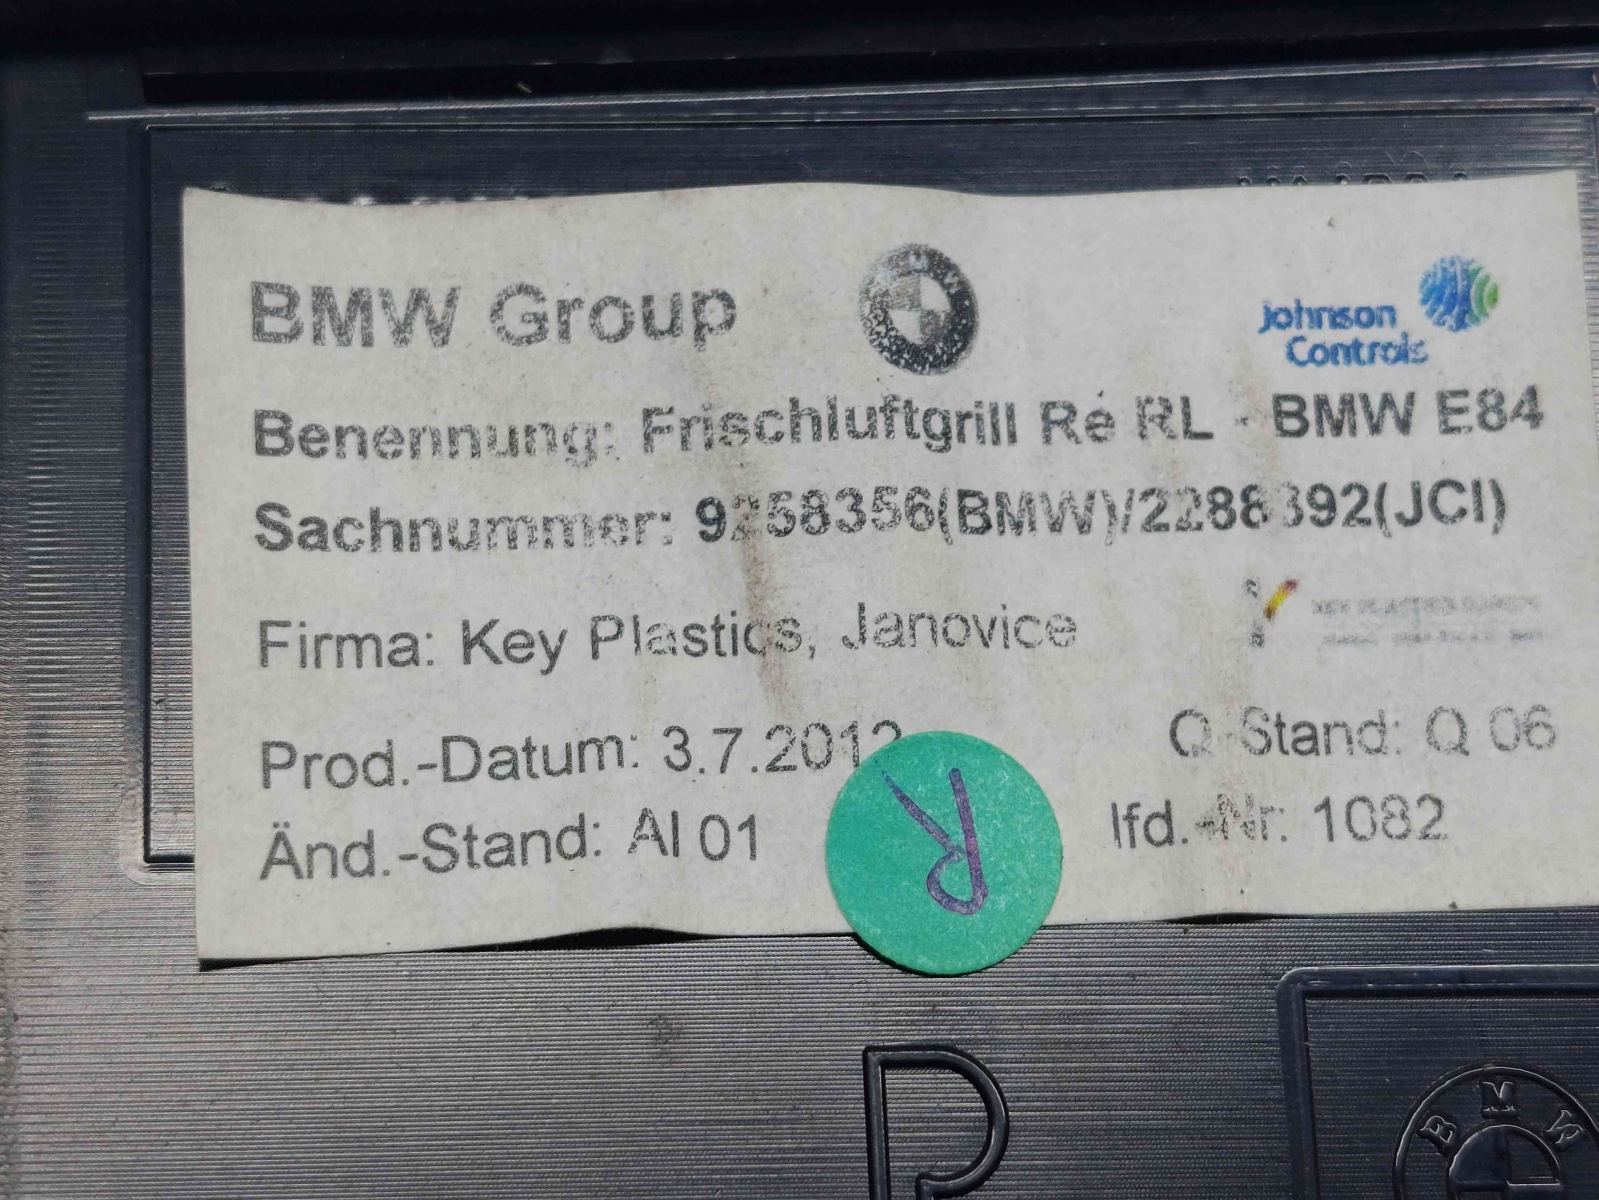 BMW Group
Johnson Controls
Benennung: Frischluftgrill Re RL - BMW E84
Sachnummer: 9258356(BMW)/2288392(JCI)
Firma: Key Plastics, Janovice
Prod.-Datum: 3.7.2012
Q-Stand: Q 06
Änd.-Stand: AI 01
lfd.-Nr: 1082
R
R
BMW